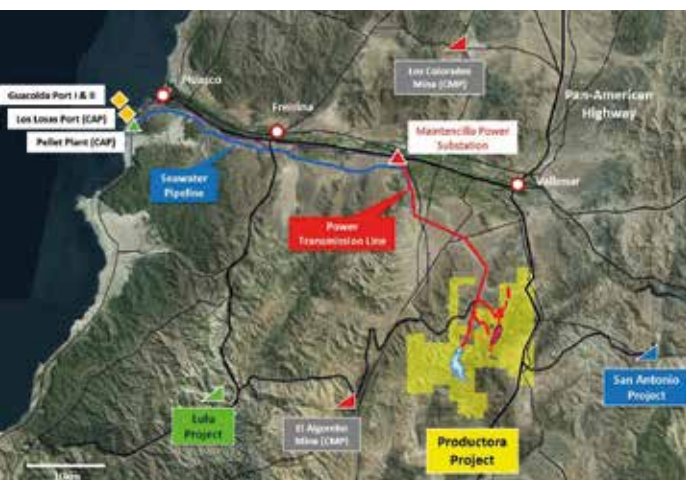 Huasco
Guacolda Port I & II
Los Losas Port (CAP)
Pellet Plant (CAP)
Freirina
Los Colorados
Mine (CMP)
Pan-American
Highway
Maintencillo Power
Substation
Seawater
Pipeline
Vallenar
Power
Transmission Line
San Antonio
Project
Lulu
Project
El Algarrobo
Mine (CMP)
Productora
Project
10km